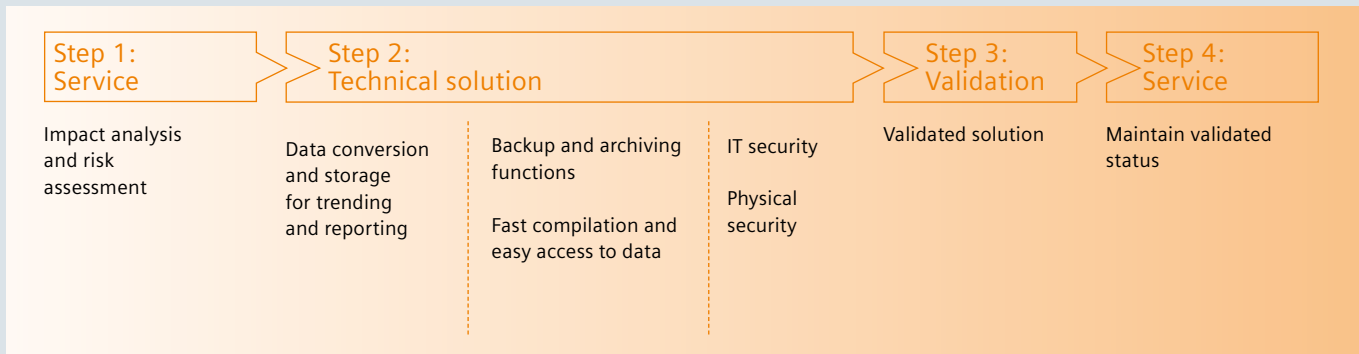 Step 1:
Service
Impact analysis
and risk
assessment
Step 2:
Technical solution
Data conversion
and storage
for trending
and reporting
Backup and archiving
functions
Fast compilation and
easy access to data
IT security
Physical
security
Step 3:
Validation
Validated solution
Step 4:
Service
Maintain validated
status